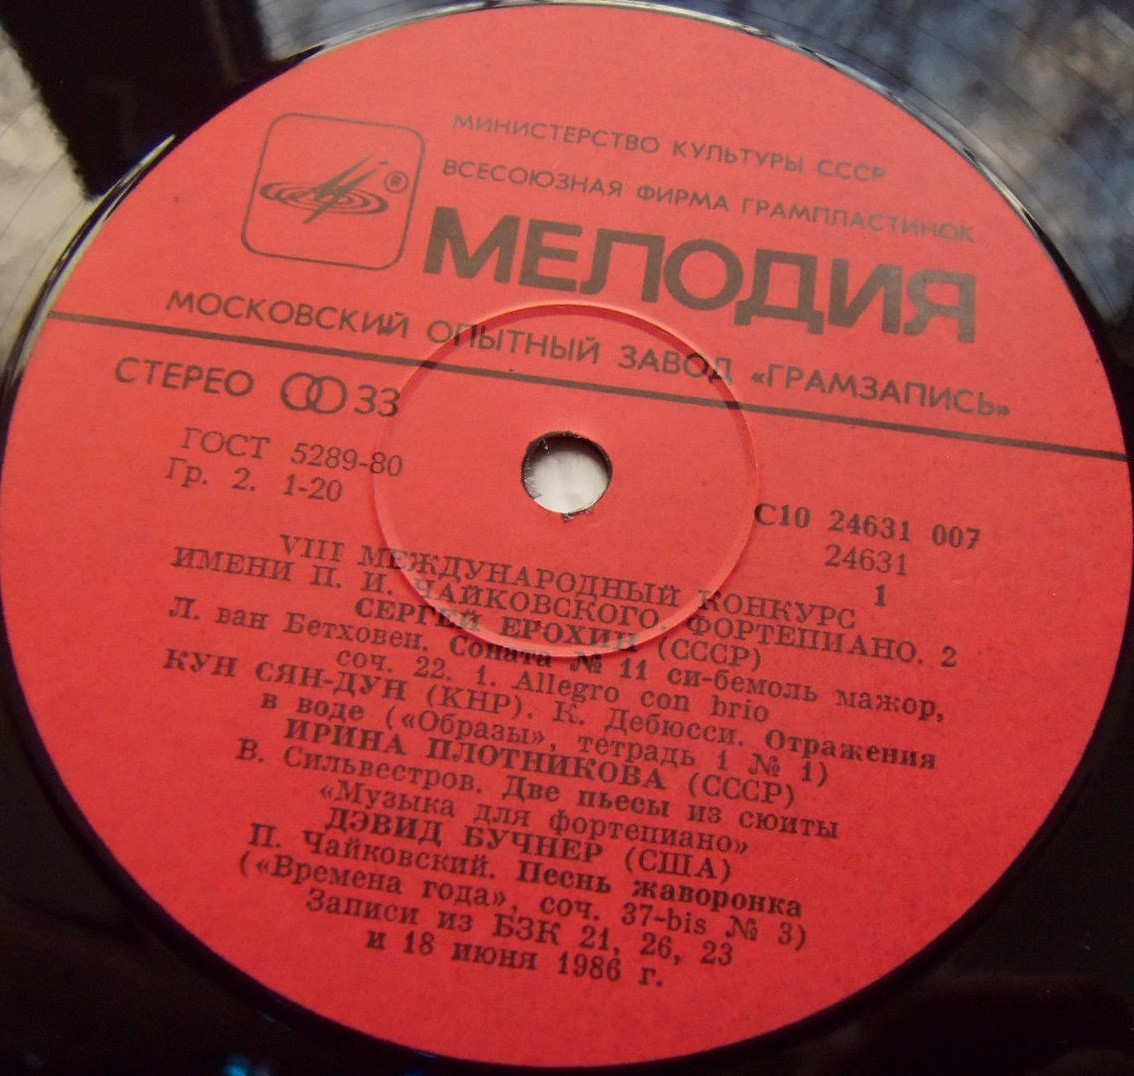 МИНИСТЕРСТВО КУЛЬТУРЫ СССР
ВСЕСОЮЗНАЯ ФИРМА ГРАМПЛАСТИНОК
®
МЕЛОДИЯ
МОСКОВСКИЙ ОПЫТНЫЙ ЗАВОД «ГРАМЗАПИСЬ»
СТЕРЕО 33
ГОСТ 5289-80
Гр. 2. 1-20
С10 24631 007
24631
1
VIII МЕЖДУНАРОДНЫЙ КОНКУРС
ИМЕНИ П. И. ЧАЙКОВСКОГО. ФОРТЕПИАНО. 2
СЕРГЕЙ ЕРОХИН (СССР)
Л. ван Бетховен. Соната № 11 си-бемоль мажор,
соч. 22. 1. Allegro con brio
КУН СЯН-ДУН (КНР). К. Дебюсси. Отражения
в воде («Образы», тетрадь 1 № 1)
ИРИНА ПЛОТНИКОВА (СССР)
В. Сильвестров. Две пьесы из сюиты
«Музыка для фортепиано»
ДЭВИД БУЧНЕР (США)
П. Чайковский. Песнь жаворонка
(«Времена года», соч. 37-bis № 3)
Записи из БЗК 21, 26, 23
и 18 июня 1986 г.